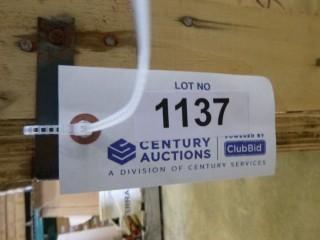 LOT NO
1137
POWERED BY
CENTURY
AUCTIONS
ClubBid
A DIVISION OF CENTURY SERVICES